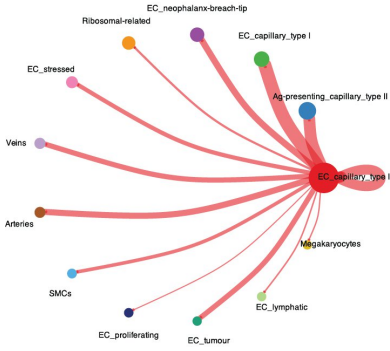 EC_neophalanx-breach-tip
Ribosomal-related
EC_capillary_type I
EC_stressed
Ag-presenting_capillary_type II
Veins
EC_capillary_type I
Arteries
Megakaryocytes
SMCs
EC_lymphatic
EC_proliferating
EC_tumour